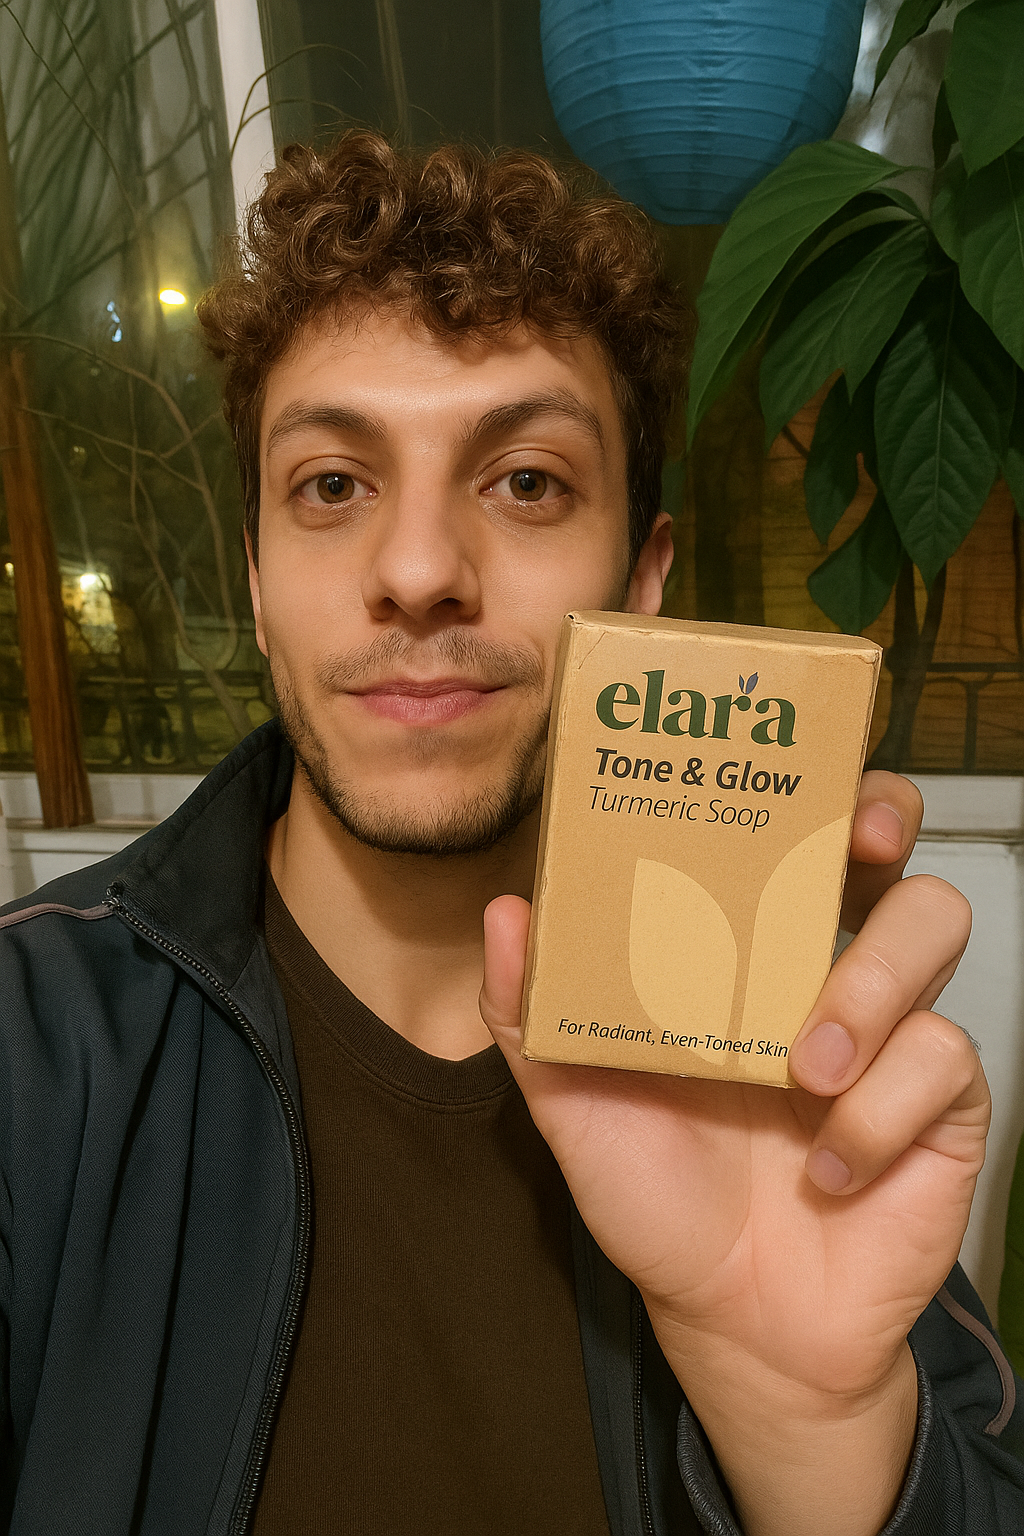 elara
Tone & Glow
Turmeric Soop
For Radiant, Even-Toned Skin